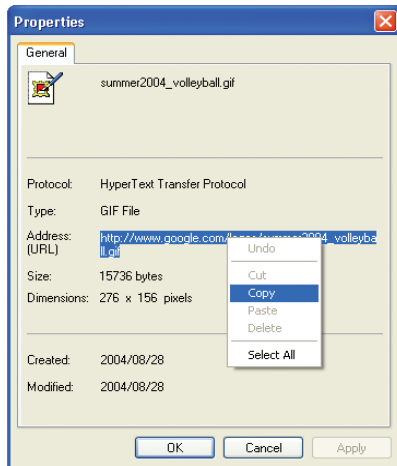 Properties
General
summer2004_volleyball.gif
Protocol: HyperText Transfer Protocol
Type: GIF File
Address: http://www.google.com/ volleyba
(URL) ll.gif
Undo
Size: 15736 bytes
Cut
Dimensions: 276 x 156 pixels
Copy
Paste
Delete
Select All
Created: 2004/08/28
Modified: 2004/08/28
OK Cancel Apply